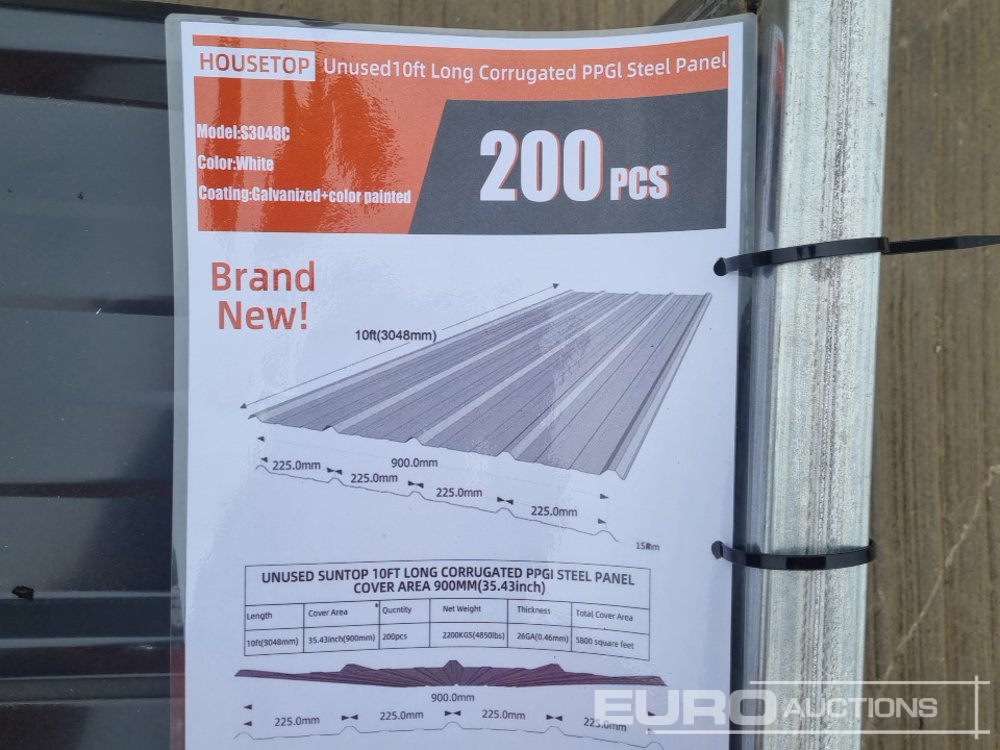 HOUSETOP Unused10ft Long Corrugated PPGl Steel Panel
Model:S3048C
Color:White
Coating:Galvanized+color painted
200 PCS
Brand
New!
10ft(3048mm)
900.0mm
225.0mm
225.0mm
225.0mm
225.0mm
UNUSED SUNTOP 10FT LONG CORRUGATED PPGI STEEL PANEL
COVER AREA 900MM(35.43inch)
Length Cover Area Qucntity Net Weight Thickness Total Cover Area
10ft(3048mm) 35.43inch(900mm) 200pcs 2200KGS(4850lbs) 26GA(0.46mm) 5800 square feet
900.0mm
225.0mm 225.0mm 225.0mm 225.0mm
EURO AUCTIONS